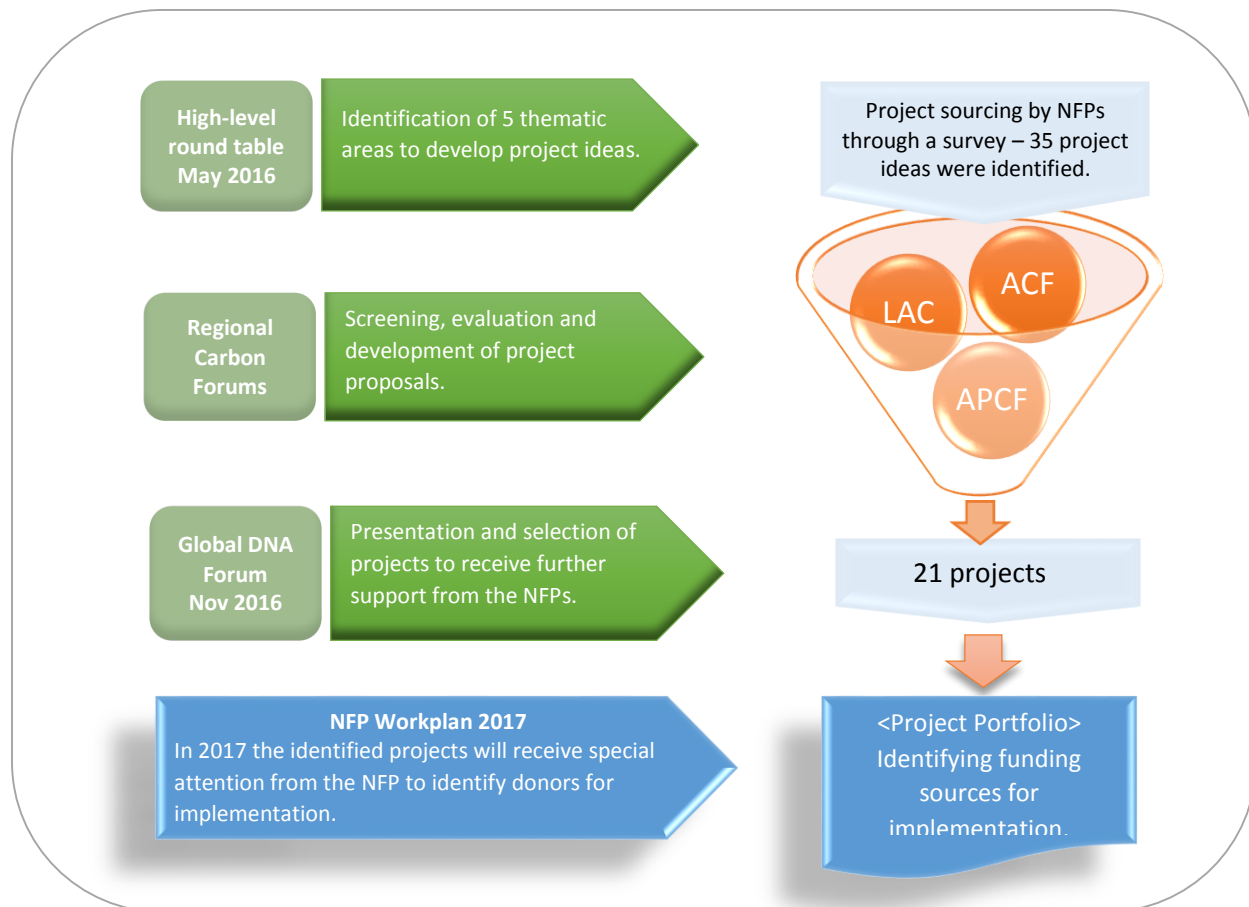 High-level
round table
May 2016
Identification of 5 thematic
areas to develop project ideas.
Project sourcing by NFPs
through a survey – 35 project
ideas were identified.
Regional
Carbon
Forums
Screening, evaluation and
development of project
proposals.
LAC
ACF
APCF
Global DNA
Forum
Nov 2016
Presentation and selection of
projects to receive further
support from the NFPs.
21 projects
NFP Workplan 2017
In 2017 the identified projects will receive special
attention from the NFP to identify donors for
implementation.
<Project Portfolio>
Identifying funding
sources for
implementation.